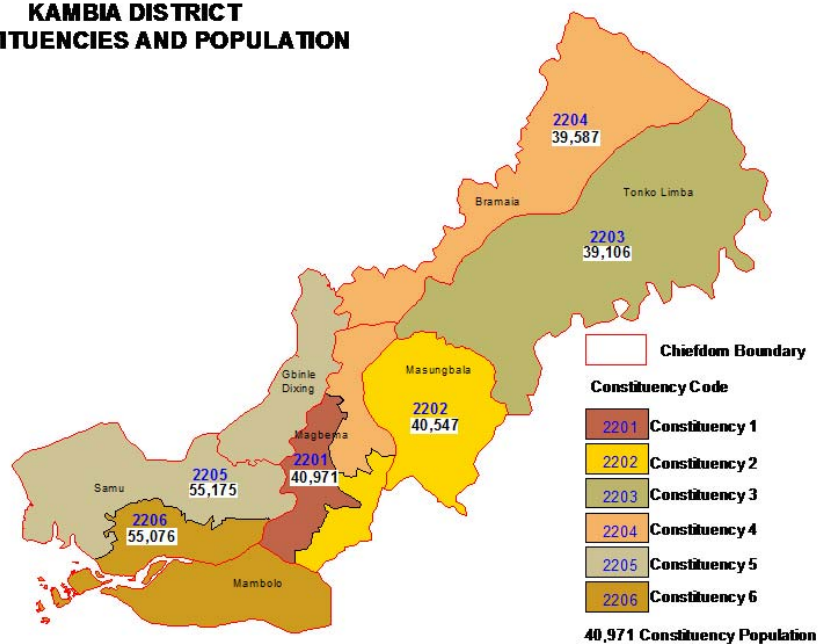 KAMBIA DISTRICT
ITUENCIES AND POPULATION
2204
39,587
Bramaia
Tonko Limba
2203
39,106
Gbinle
Dixing
Masungbala
2202
40,547
Magbema
2201
40,971
Samu
2205
55,175
2206
55,076
Mambolo
Chiefdom Boundary
Constituency Code
2201 Constituency 1
2202 Constituency 2
2203 Constituency 3
2204 Constituency 4
2205 Constituency 5
2206 Constituency 6
40,971 Constituency Population